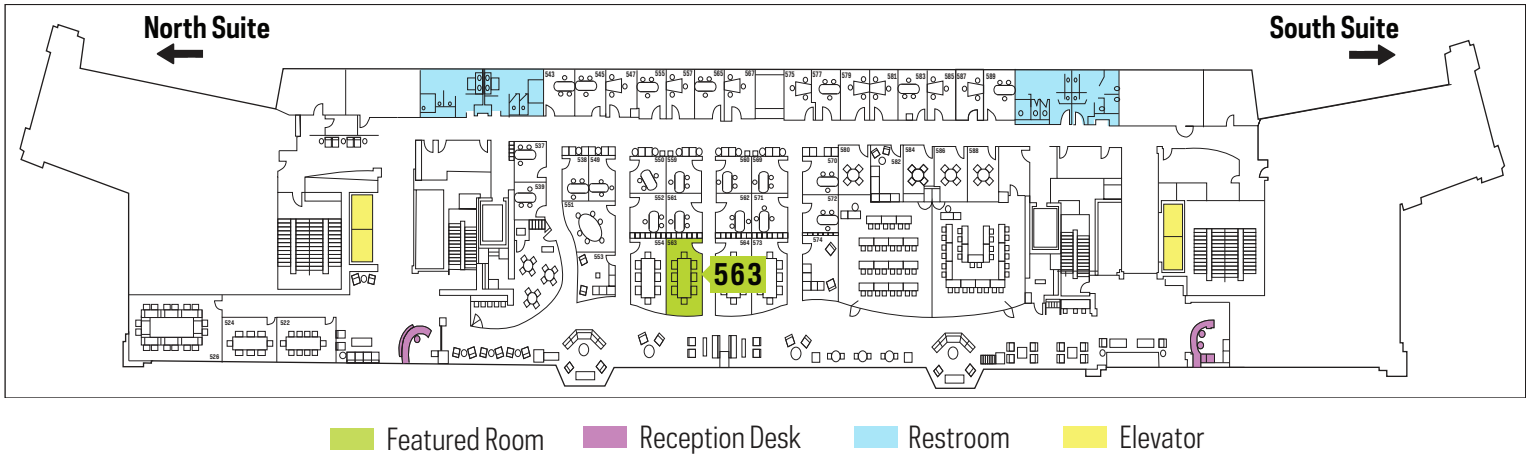 North Suite
South Suite
543 545 547 555 557 565 567 575 577 579 581 583 585 587 589
537 538 549 550 559 560 569 570 580 582 584 586 588
539
551 552 561 562 571 572
553 554 563 564 573 574
563
524 522
526
Featured Room
Reception Desk
Restroom
Elevator